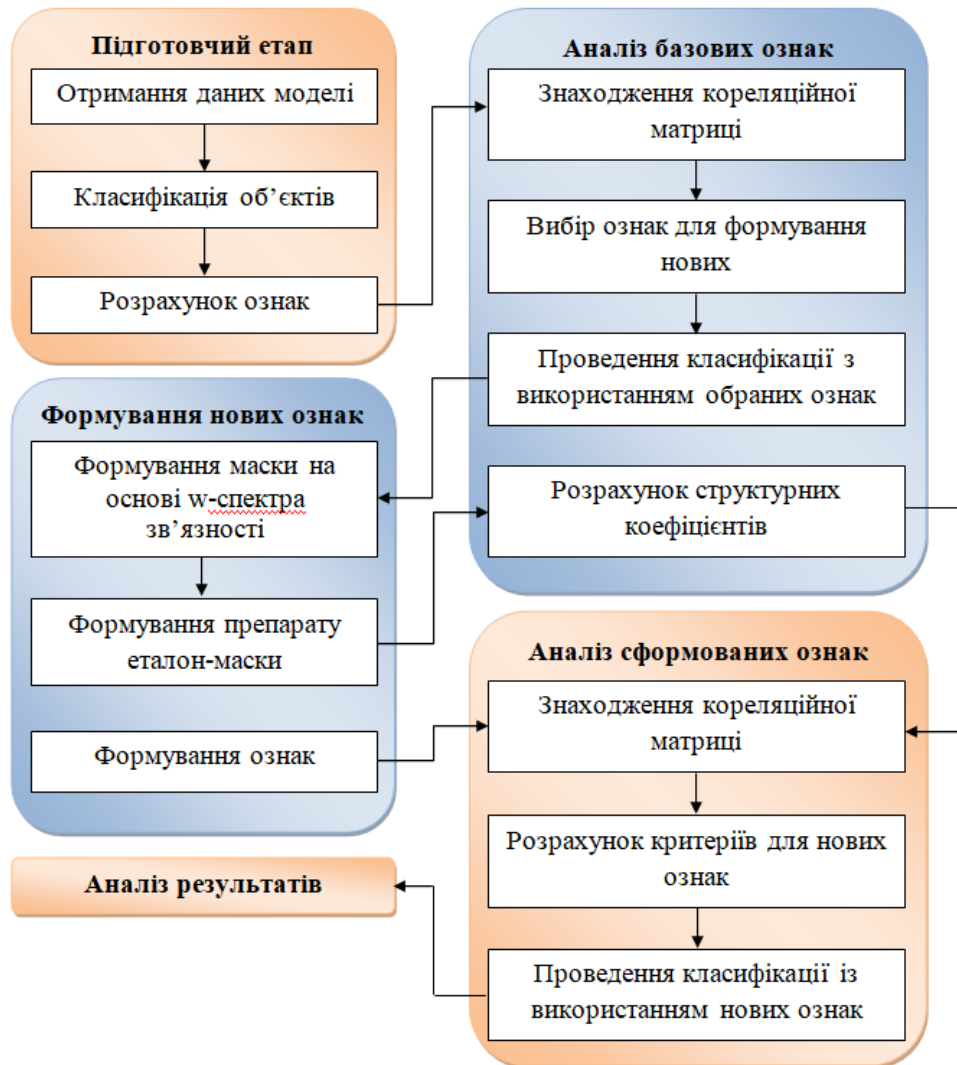 Підготовчий етап
Отримання даних моделі
Класифікація об’єктів
Розрахунок ознак
Аналіз базових ознак
Знаходження кореляційної
матриці
Вибір ознак для формування
нових
Проведення класифікації з
використанням обраних ознак
Розрахунок структурних
коефіцієнтів
Формування нових ознак
Формування маски на
основі w-спектра
зв’язності
Формування препарату
еталон-маски
Формування ознак
Аналіз сформованих ознак
Знаходження кореляційної
матриці
Розрахунок критеріїв для нових
ознак
Проведення класифікації із
використанням нових ознак
Аналіз результатів